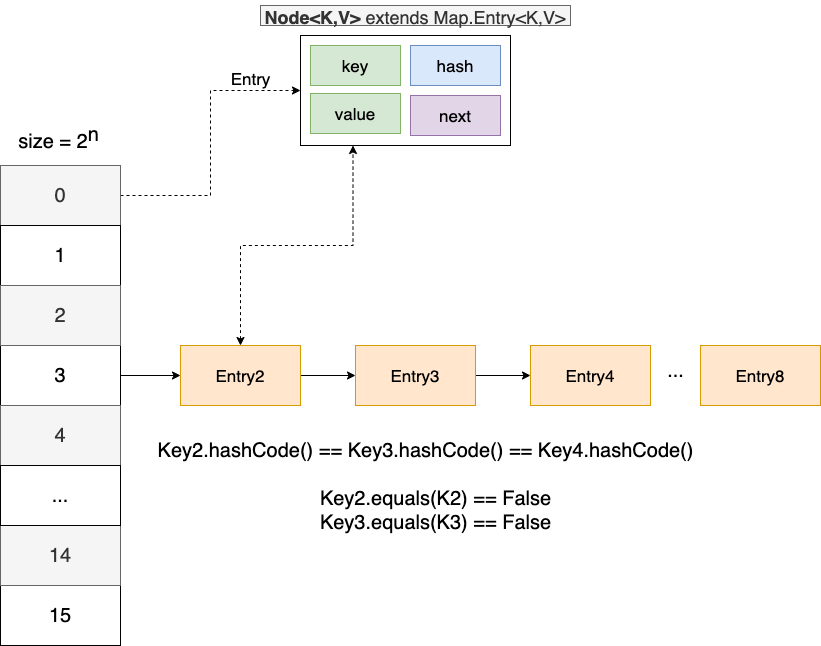 Node<K,V> extends Map.Entry<K,V>
key
hash
value
next
Entry
size = 2n
0
1
2
3
4
...
14
15
Entry2
Entry3
Entry4
...
Entry8
Key2.hashCode() == Key3.hashCode() == Key4.hashCode()
Key2.equals(K2) == False
Key3.equals(K3) == False